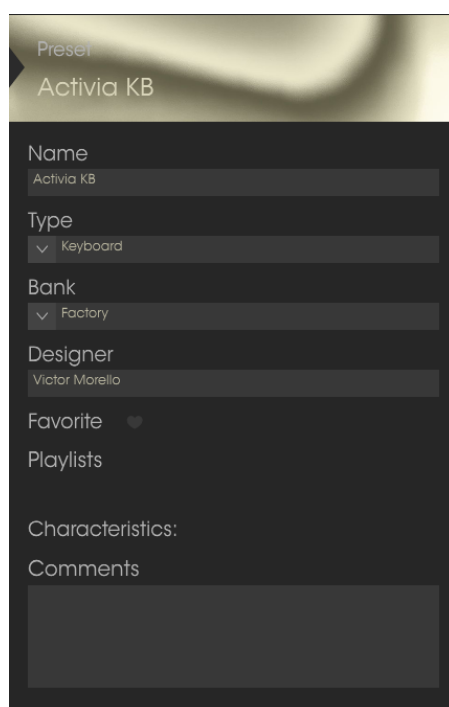 Preset
Activia KB
Name
Activia KB
Type
Keyboard
Bank
Factory
Designer
Victor Morello
Favorite
Playlists
Characteristics:
Comments